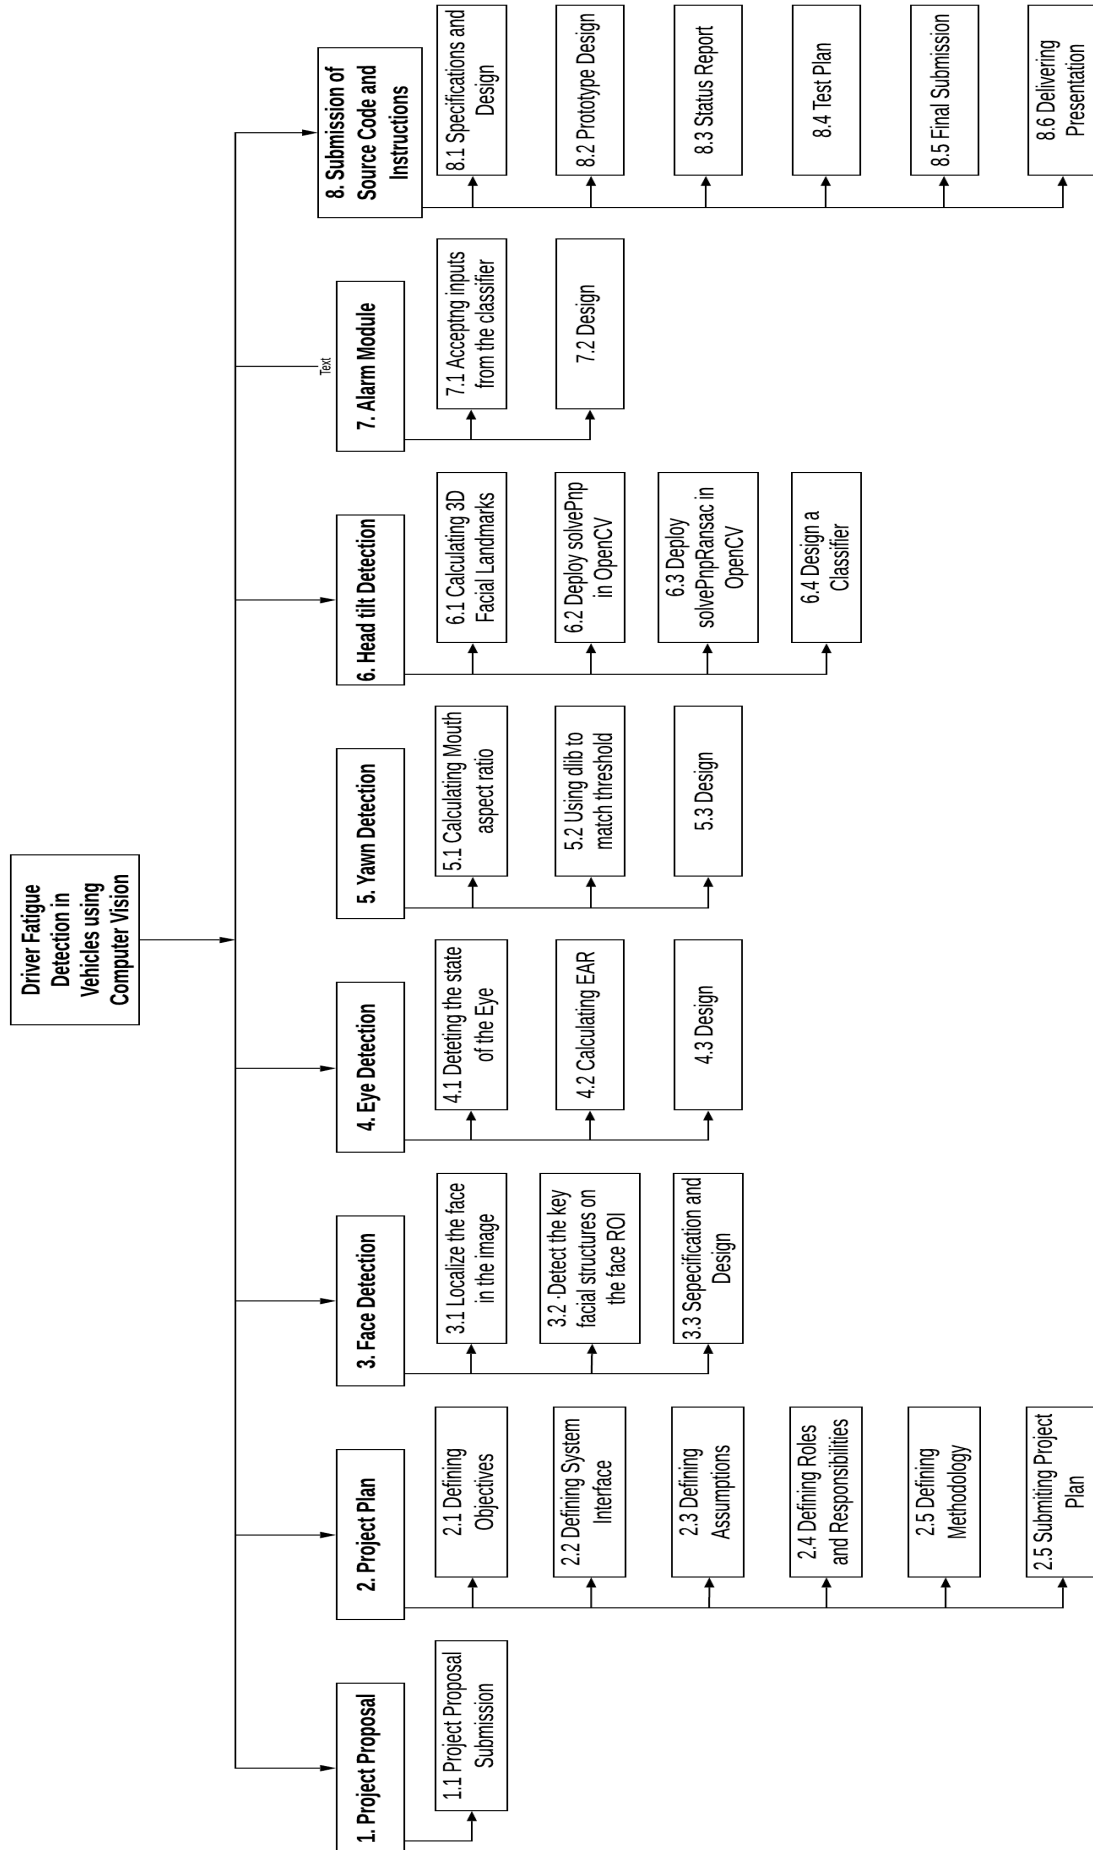 Driver Fatigue
Detection in
Vehicles using
Computer Vision
1. Project Proposal
1.1 Project Proposal
Submission
2. Project Plan
2.1 Defining
Objectives
2.2 Defining System
Interface
2.3 Defining
Assumptions
2.4 Defining Roles
and Responsibilities
2.5 Defining
Methodology
2.5 Submiting Project
Plan
3. Face Detection
3.1 Localize the face
in the image
3.2 ·Detect the key
facial structures on
the face ROI
3.3 Sepecification and
Design
4. Eye Detection
4.1 Deteting the state
of the Eye
4.2 Calculating EAR
4.3 Design
5. Yawn Detection
5.1 Calculating Mouth
aspect ratio
5.2 Using dlib to
match threshold
5.3 Design
6. Head tilt Detection
6.1 Calculating 3D
Facial Landmarks
6.2 Deploy solvePnp
in OpenCV
6.3 Deploy
solvePnpRansac in
OpenCV
6.4 Design a
Classifier
Text
7. Alarm Module
7.1 Acceptng inputs
from the classifier
7.2 Design
8. Submission of
Source Code and
Instructions
8.1 Specifications and
Design
8.2 Prototype Design
8.3 Status Report
8.4 Test Plan
8.5 Final Submission
8.6 Delivering
Presentation